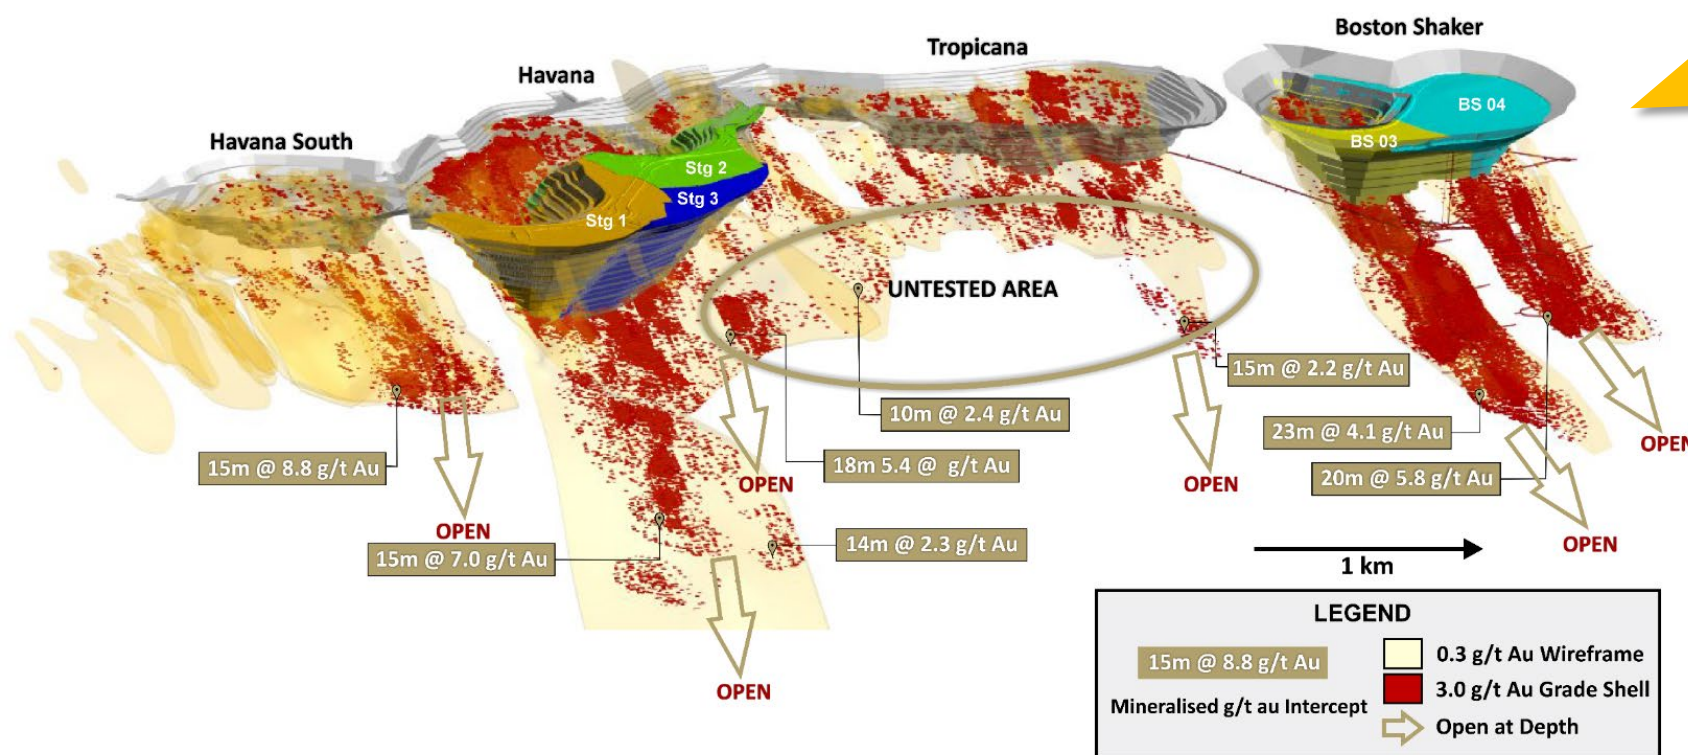 Boston Shaker
Tropicana
Havana
Havana South
BS 04
BS 03
Stg 2
Stg 3
Stg 1
UNTESTED AREA
15m @ 2.2 g/t Au
10m @ 2.4 g/t Au
23m @ 4.1 g/t Au
OPEN
15m @ 8.8 g/t Au
18m 5.4 @ g/t Au
20m @ 5.8 g/t Au
OPEN
OPEN
OPEN
15m @ 7.0 g/t Au
14m @ 2.3 g/t Au
OPEN
1 km
OPEN
LEGEND
15m @ 8.8 g/t Au
Mineralised g/t au Intercept
0.3 g/t Au Wireframe
3.0 g/t Au Grade Shell
Open at Depth